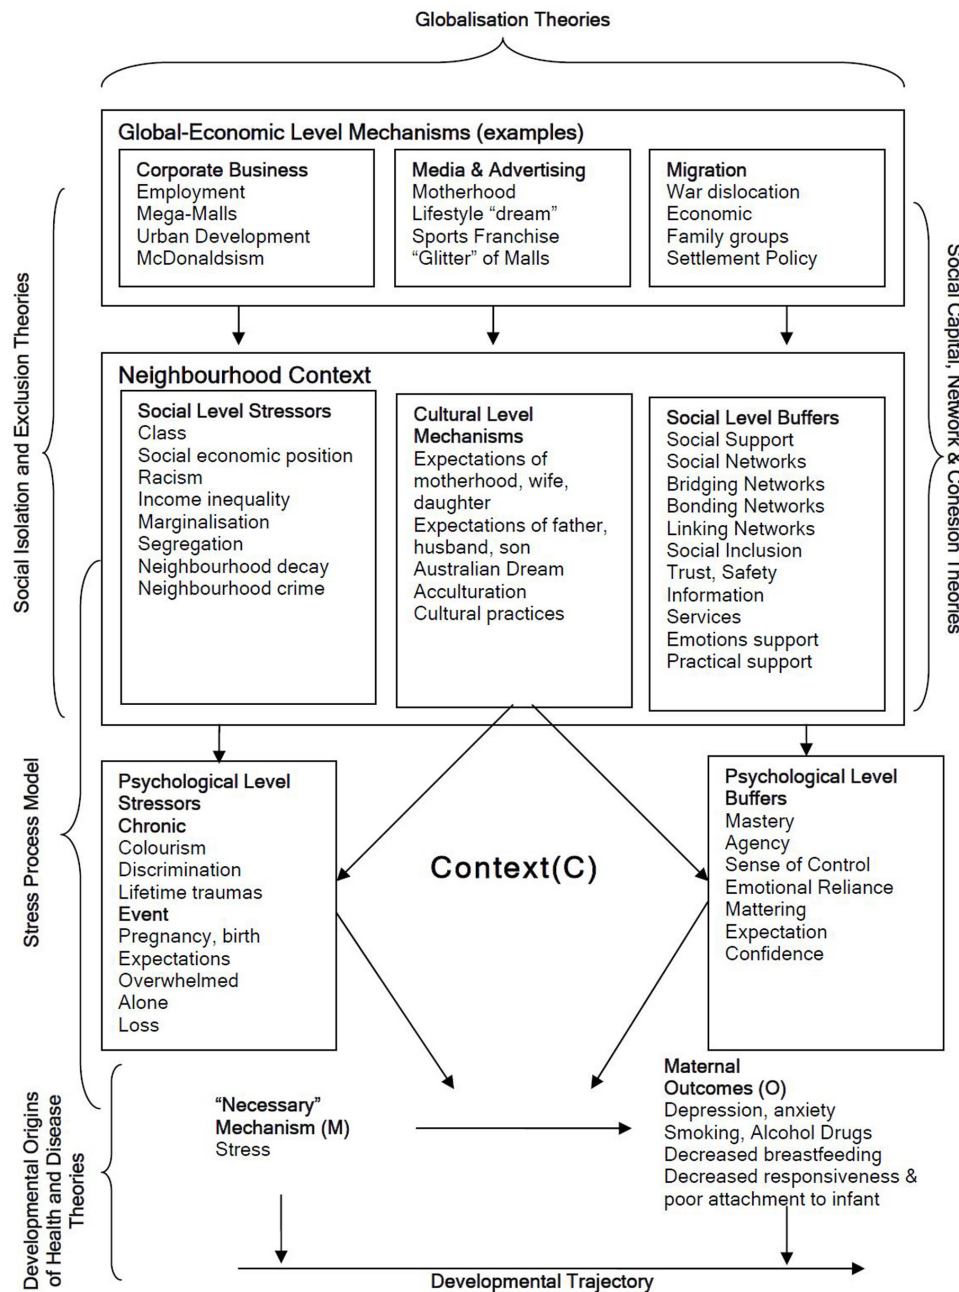 Globalisation Theories
Global-Economic Level Mechanisms (examples)
Corporate Business
Employment
Mega-Malls
Urban Development
McDonaldsism
Media & Advertising
Motherhood
Lifestyle “dream”
Sports Franchise
“Glitter” of Malls
Migration
War dislocation
Economic
Family groups
Settlement Policy
Social Isolation and Exclusion Theories
Social Capital, Network & Cohesion Theories
Neighbourhood Context
Social Level Stressors
Class
Social economic position
Racism
Income inequality
Marginalisation
Segregation
Neighbourhood decay
Neighbourhood crime
Cultural Level
Mechanisms
Expectations of
motherhood, wife,
daughter
Expectations of father,
husband, son
Australian Dream
Acculturation
Cultural practices
Social Level Buffers
Social Support
Social Networks
Bridging Networks
Bonding Networks
Linking Networks
Social Inclusion
Trust, Safety
Information
Services
Emotions support
Practical support
Stress Process Model
Psychological Level
Stressors
Chronic
Colourism
Discrimination
Lifetime traumas
Event
Pregnancy, birth
Expectations
Overwhelmed
Alone
Loss
Context(C)
Psychological Level
Buffers
Mastery
Agency
Sense of Control
Emotional Reliance
Mattering
Expectation
Confidence
Developmental Origins
of Health and Disease
Theories
“Necessary”
Mechanism (M)
Stress
Maternal
Outcomes (O)
Depression, anxiety
Smoking, Alcohol Drugs
Decreased breastfeeding
Decreased responsiveness &
poor attachment to infant
Developmental Trajectory